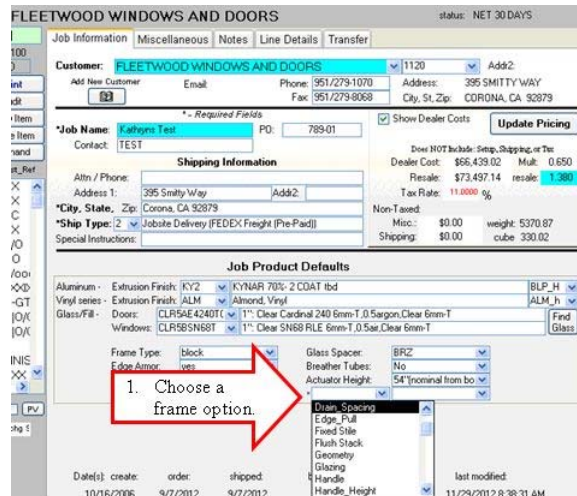 FLEETWOOD WINDOWS AND DOORS status: NET 30 DAYS
Job Information Miscellaneous Notes Line Details Transfer
Customer: FLEETWOOD WINDOWS AND DOORS 1120 Addr2:
Add New Customer Email: Phone: 951/279-1070 Address: 395 SMITTY WAY
Fax: 951/279-8068 City, St, Zip: CORONA, CA 92879
* - Required Fields
Show Dealer Costs Update Pricing
*Job Name: Kathryns Test PO: 789-01
Contact: TEST
Does NOT Include: Setup, Shipping, or Tax
Shipping Information
Dealer Cost: $66,439.02 Mult: 0.650
Attn / Phone:
Resale: $73,497.14 resale: 1.380
Address 1: 395 Smitty Way Addr2:
Tax Rate: 11.0000 %
*City, State, Zip: Corona, CA 92879
Non-Taxed:
*Ship Type: 2 Jobsite Delivery (FEDEX Freight (Pre-Paid))
Misc.: $0.00 weight: 5370.87
Special Instructions:
Shipping: $0.00 cube 330.02
Job Product Defaults
Aluminum - Extrusion Finish: KY2 KYNAR 70%- 2 COAT tbd BLP_H
Vinyl series - Extrusion Finish: ALM Almond, Vinyl ALM_h
Glass/Fill - Doors: CLR5AE4240T( 1": Clear Cardinal 240 6mm-T,0.5argon,Clear 6mm-T
Windows: CLR5BSN68T 1": Clear SN68 RLE 6mm-T,0.5air,Clear 6mm-T
Find Glass
Frame Type: block Glass Spacer: BRZ
Edge Armor: yes Breather Tubes: No
Actuator Height: 54"(nominal from bo
1. Choose a
frame option.
Drain_Spacing
Edge_Pull
Fixed Stile
Flush Stack
Geometry
Glazing
Handle
Handle_Height
Date(s): create: order: shipped: last modified:
10/16/2006 9/7/2012 9/7/2012 11/29/2012 8:38:31 AM
PV